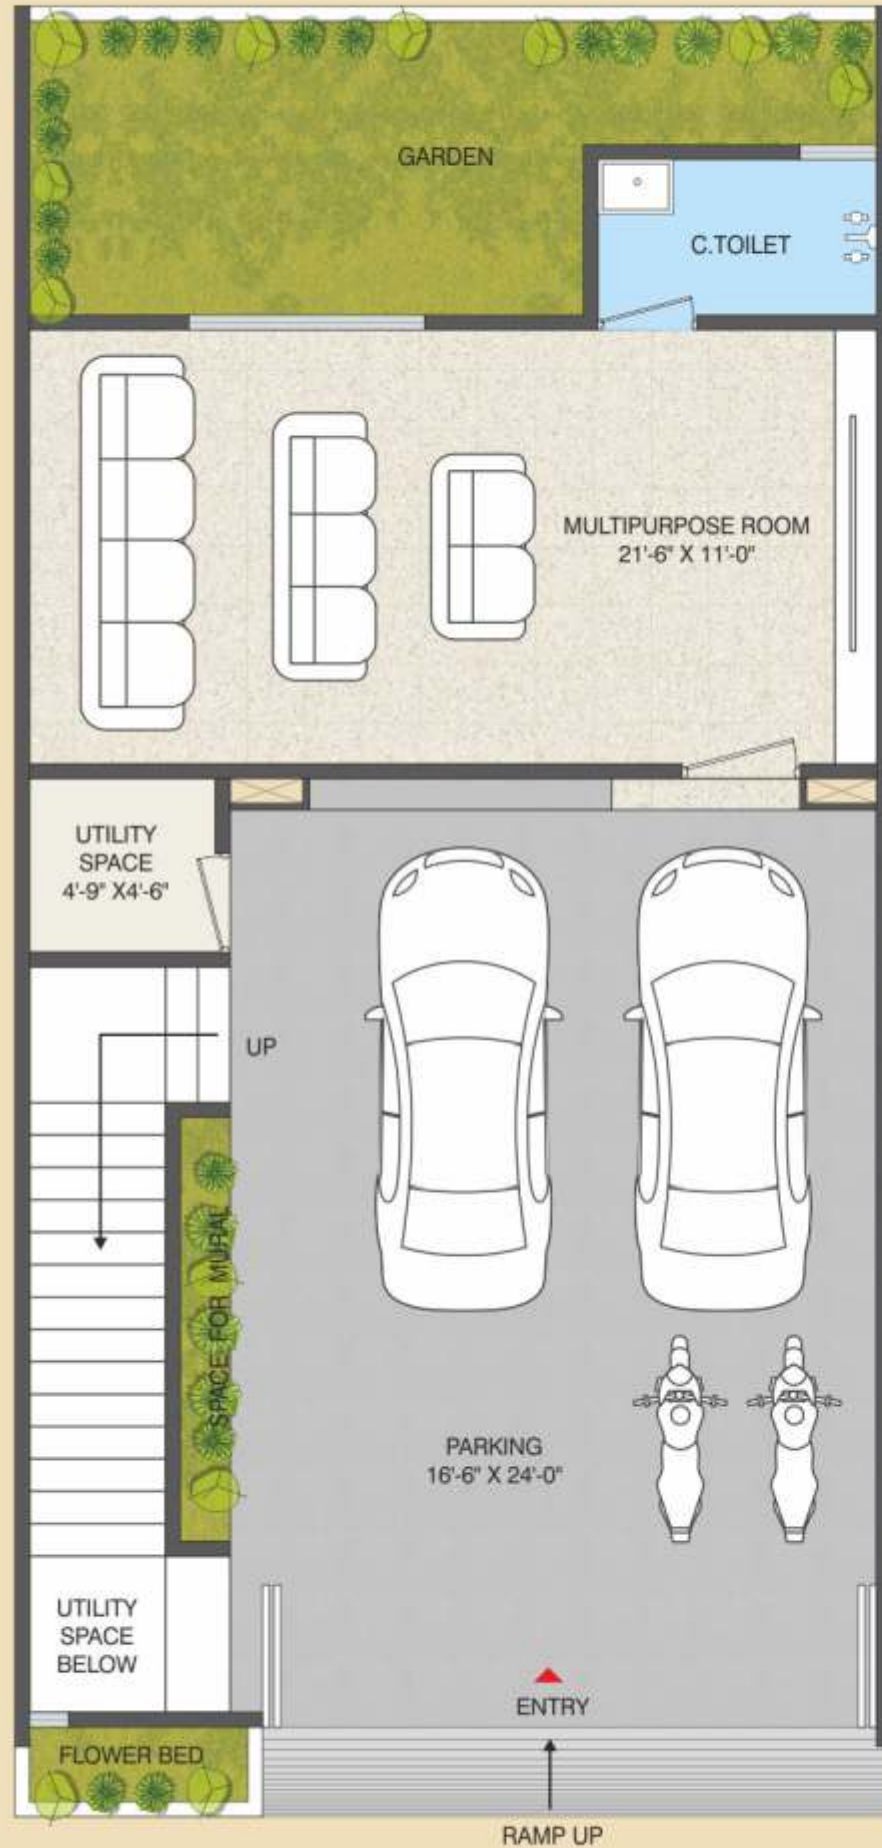 GARDEN
C.TOILET
MULTIPURPOSE ROOM
21'-6" X 11'-0"
UTILITY
SPACE
4'-9" X4'-6"
UP
SPACE FOR MURAL
PARKING
16'-6" X 24'-0"
UTILITY
SPACE
BELOW
ENTRY
FLOWER BED
RAMP UP